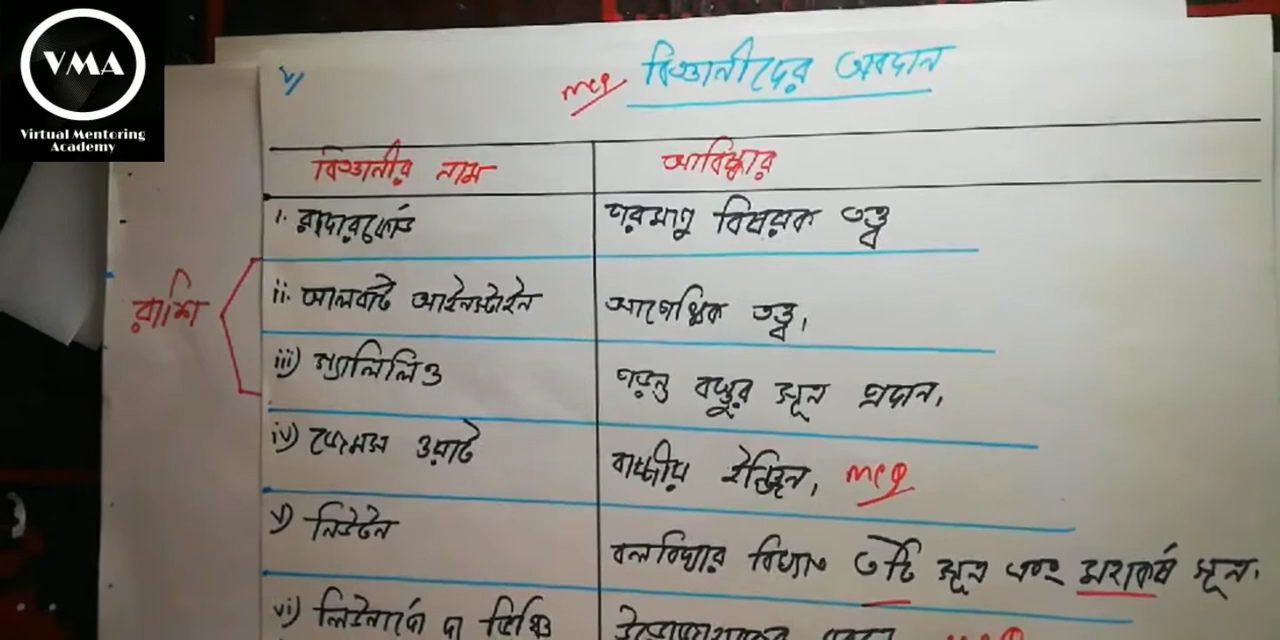 VMA
Virtual Mentoring
Academy
v)
mcq বিজ্ঞানীদের অবদান
বিজ্ঞানীর নাম আবিষ্কার
i. রাদারফোর্ড পরমাণু বিষয়ক তত্ত্ব
রাশি
ii. আলবার্ট আইনস্টাইন আপেক্ষিক তত্ত্ব।
iii) গ্যালিলিও পড়ন্ত বস্তুর সূত্র প্রদান।
iv) জেমস ওয়াট বাষ্পীয় ইঞ্জিন। mcq
v) নিউটন বলবিদ্যার বিখ্যাত ৩টি সূত্র এবং মহাকর্ষ সূত্র।
vi) লিউনার্দো দা ভিঞ্চি